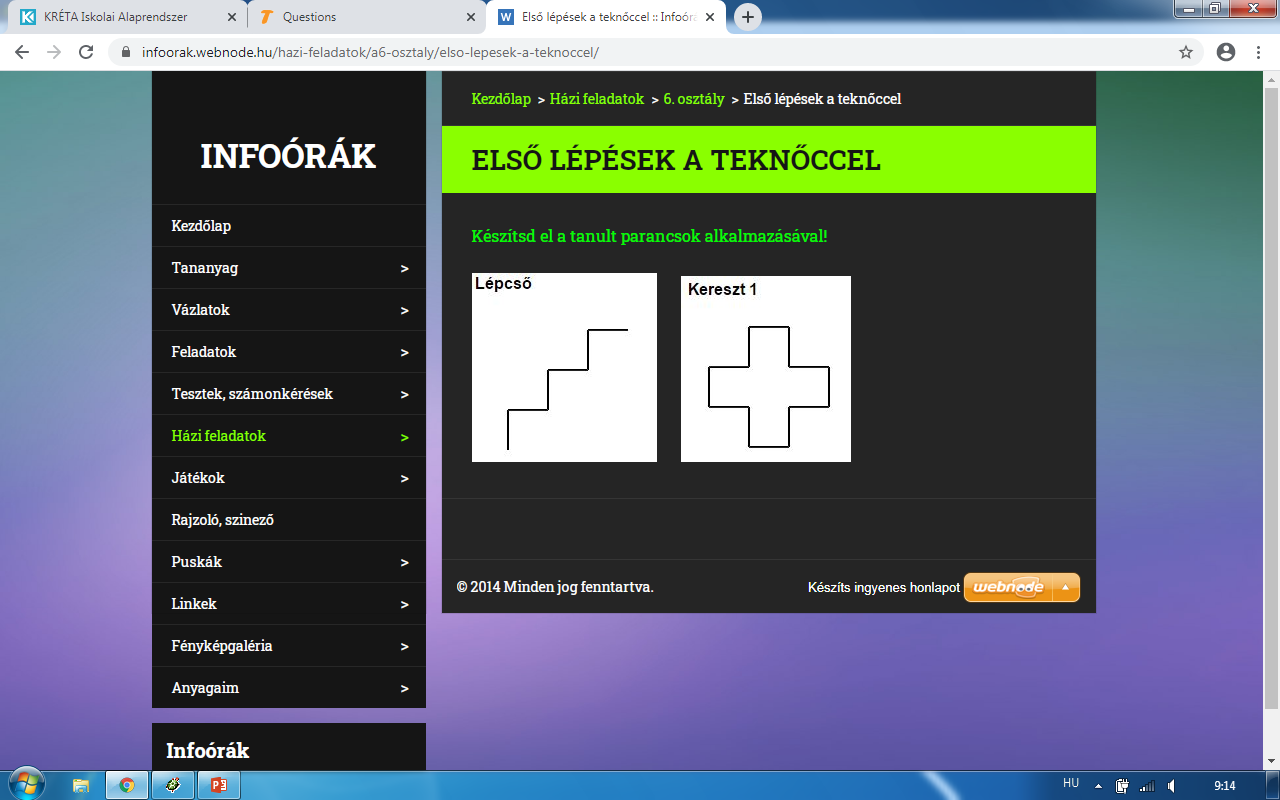 KRÉTA Iskolai Alaprendszer
Questions
Első lépések a teknőccel :: Infoóra
infoorak.webnode.hu/hazi-feladatok/a6-osztaly/elso-lepesek-a-teknoccel/
INFOÓRÁK
Kezdőlap
Tananyag >
Vázlatok >
Feladatok >
Tesztek, számonkérések >
Házi feladatok >
Játékok >
Rajzoló, szinező
Puskák >
Linkek >
Fényképgaléria >
Anyagaim >
Infoórák
Kezdőlap > Házi feladatok > 6. osztály > Első lépések a teknőccel
ELSŐ LÉPÉSEK A TEKNŐCCEL
Készítsd el a tanult parancsok alkalmazásával!
Lépcső
Kereszt 1
© 2014 Minden jog fenntartva.
Készíts ingyenes honlapot webnode
HU
9:14